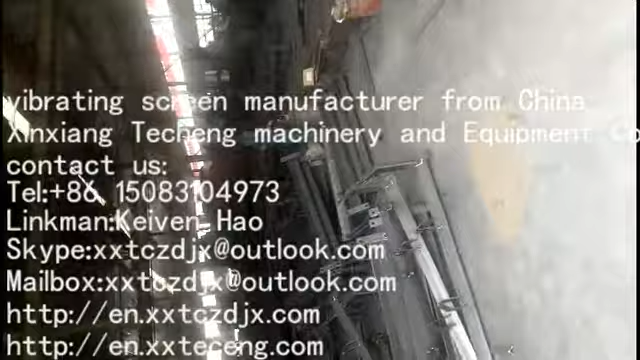 vibrating screen manufacturer from China
Xinxiang Techeng machinery and Equipment Co
contact us:
Tel:+86 15083104973
Linkman:Keiven Hao
Skype:xxtczdjx@outlook.com
Mailbox:xxtczdjx@outlook.com
http://en.xxtczdjx.com
http://en.xxteceng.com